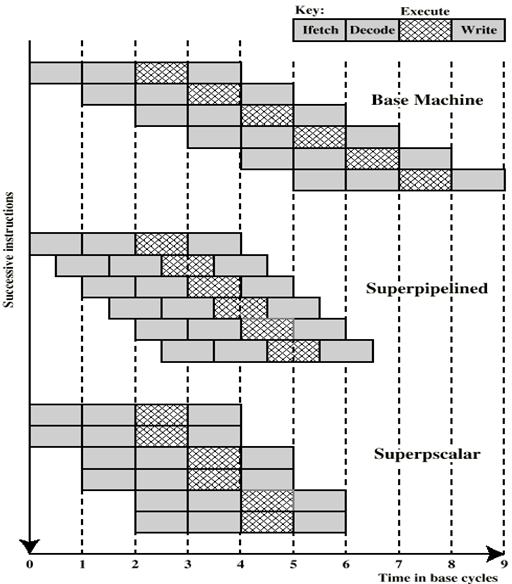 Key:
Execute
Ifetch Decode Write
Base Machine
Successive instructions
Superpipelined
Superpscalar
0 1 2 3 4 5 6 7 8 9
Time in base cycles